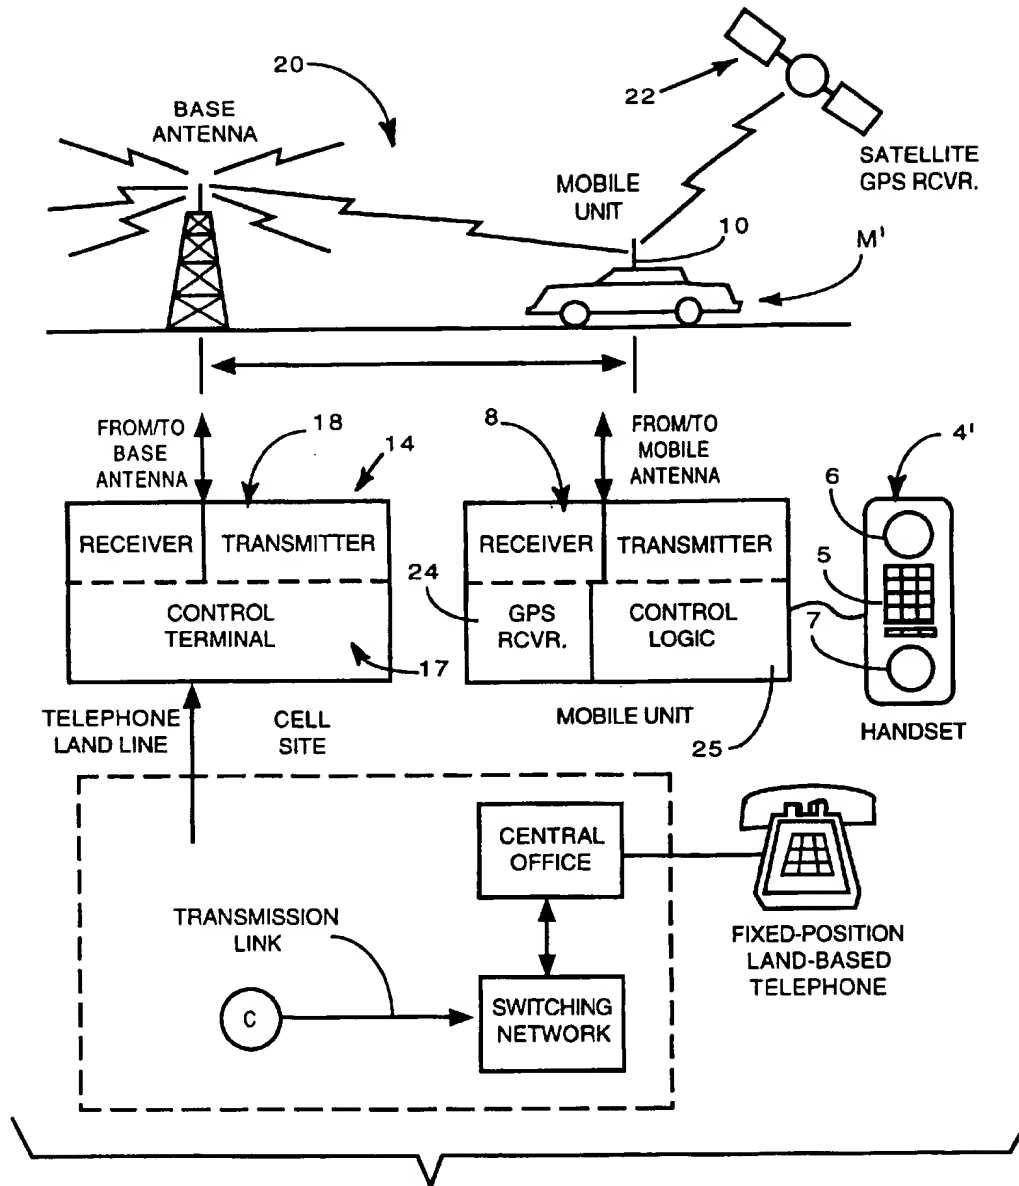 20
22
BASE
ANTENNA
SATELLITE
GPS RCVR.
MOBILE
UNIT
10
M'
FROM/TO
BASE
ANTENNA
18
14
8
FROM/TO
MOBILE
ANTENNA
4'
6
5
7
RECEIVER
TRANSMITTER
CONTROL
TERMINAL
17
RECEIVER
TRANSMITTER
24
GPS
RCVR.
CONTROL
LOGIC
25
HANDSET
TELEPHONE
LAND LINE
CELL
SITE
MOBILE UNIT
CENTRAL
OFFICE
TRANSMISSION
LINK
C
SWITCHING
NETWORK
FIXED-POSITION
LAND-BASED
TELEPHONE